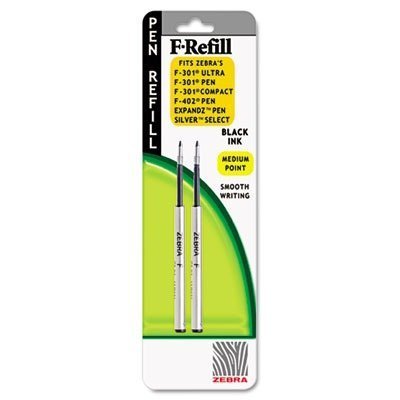 PEN REFILL
F-Refill
FITS ZEBRA'S
F-301® ULTRA
F-301® PEN
F-301® COMPACT
F-402® PEN
EXPANDZ™ PEN
SILVER™ SELECT
BLACK
INK
MEDIUM
POINT
SMOOTH
WRITING
ZEBRA F
ZEBRA F
ZEBRA